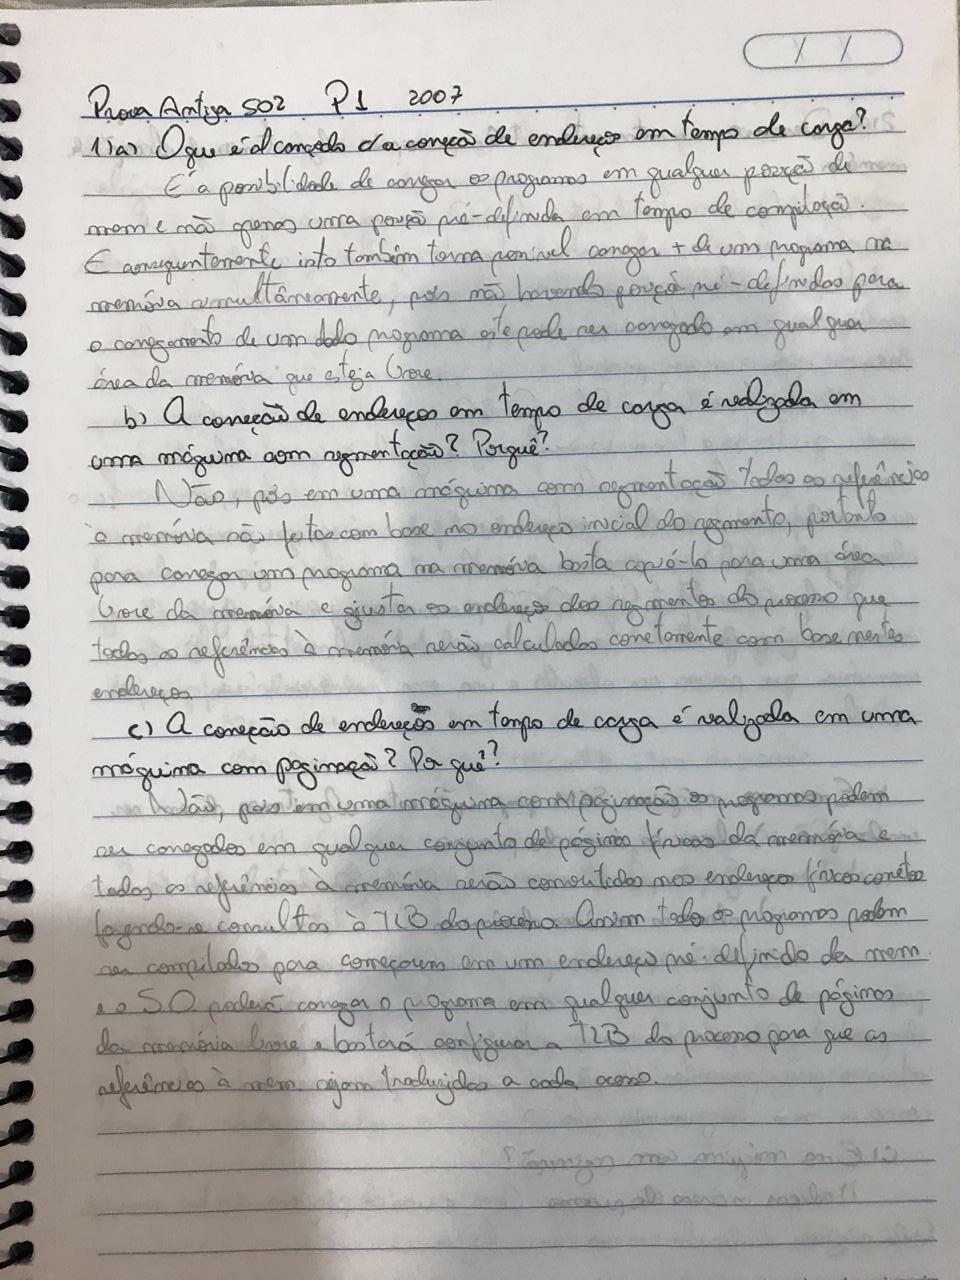 Prova Antiga SO2 P1 2007
1)a) O que é alcançado c/a correção de endereços em tempo de carga?
É a possibilidade de carregar os programas em qualquer porção de
mem e não apenas uma porção pré-definida em tempo de compilação.
E consequentemente isto também torna possível carregar + de um programa na
memória simultâneamente, pois não havendo porção pré-definidas para
o carregamento de um dado programa este pode ser carregado em qualquer
área da memória que esteja livre.
b) A correção de endereços em tempo de carga é realizada em
uma máquina com segmentação? Porquê?
Não, pois em uma máquina com segmentação todas as referências
à memória são feitas com base no endereço inicial do segmento, portanto
para carregar um programa na memória basta copiá-lo para uma área
livre da memória e ajustar os endereços dos segmentos do processo que
todas as referências à memória serão calculadas corretamente com base nestes
endereços
c) A correção de endereços em tempo de carga é realizada em uma
máquina com paginação? Por quê?
Não, pois em uma máquina com paginação os programas podem
ser carregados em qualquer conjunto de páginas físicas da memória e
todas as referências à memória serão convertidas nos endereços físicos corretos
fazendo-se consultas à TLB do processo. Assim todos os programas podem
ser compilados para começarem em um endereço pré-definido da mem.
e o SO poderá carregar o programa em qualquer conjunto de páginas
da memória livre e bastará configurar a TLB do processo para que as
referências à mem sejam traduzidas a cada acesso.